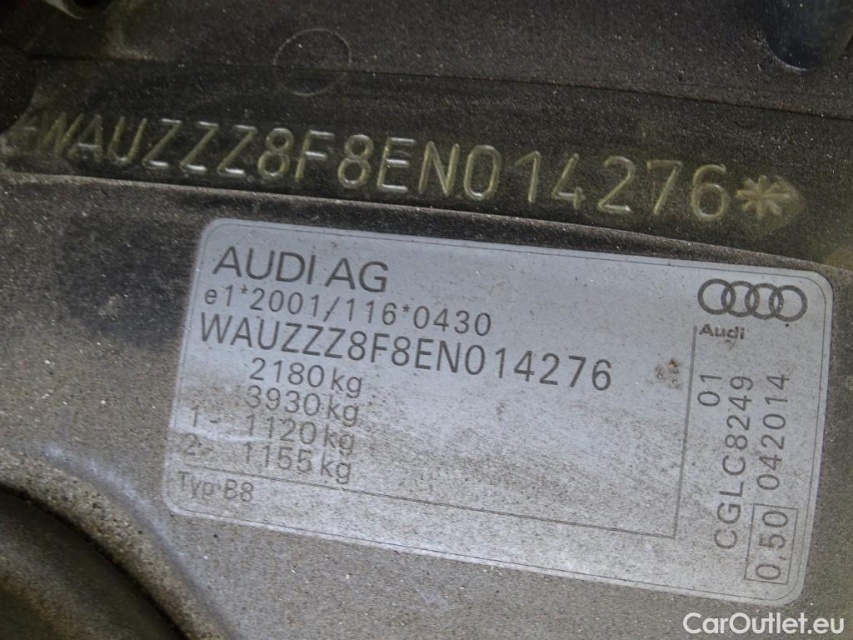 *WAUZZZ8F8EN014276*
AUDI AG
e1*2001/116*0430
WAUZZZ8F8EN014276
2180 kg
3930 kg
1- 1120 kg
2- 1155 kg
Typ B8
Audi
01
CGLC8249
0,50 042014
CarOutlet.eu